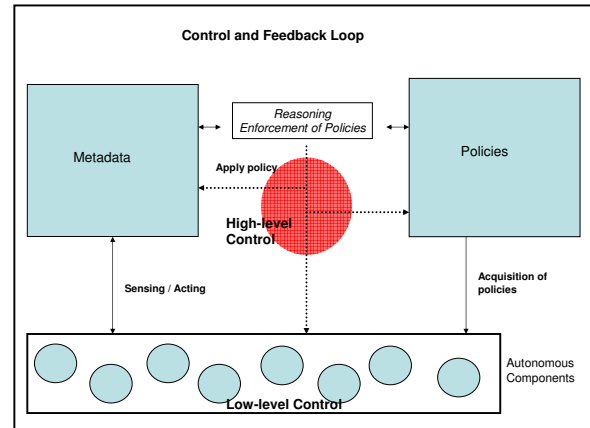 Control and Feedback Loop
Reasoning
Enforcement of Policies
Metadata
Policies
Apply policy
High-level
Control
Sensing / Acting
Acquisition of
policies
Autonomous
Components
Low-level Control